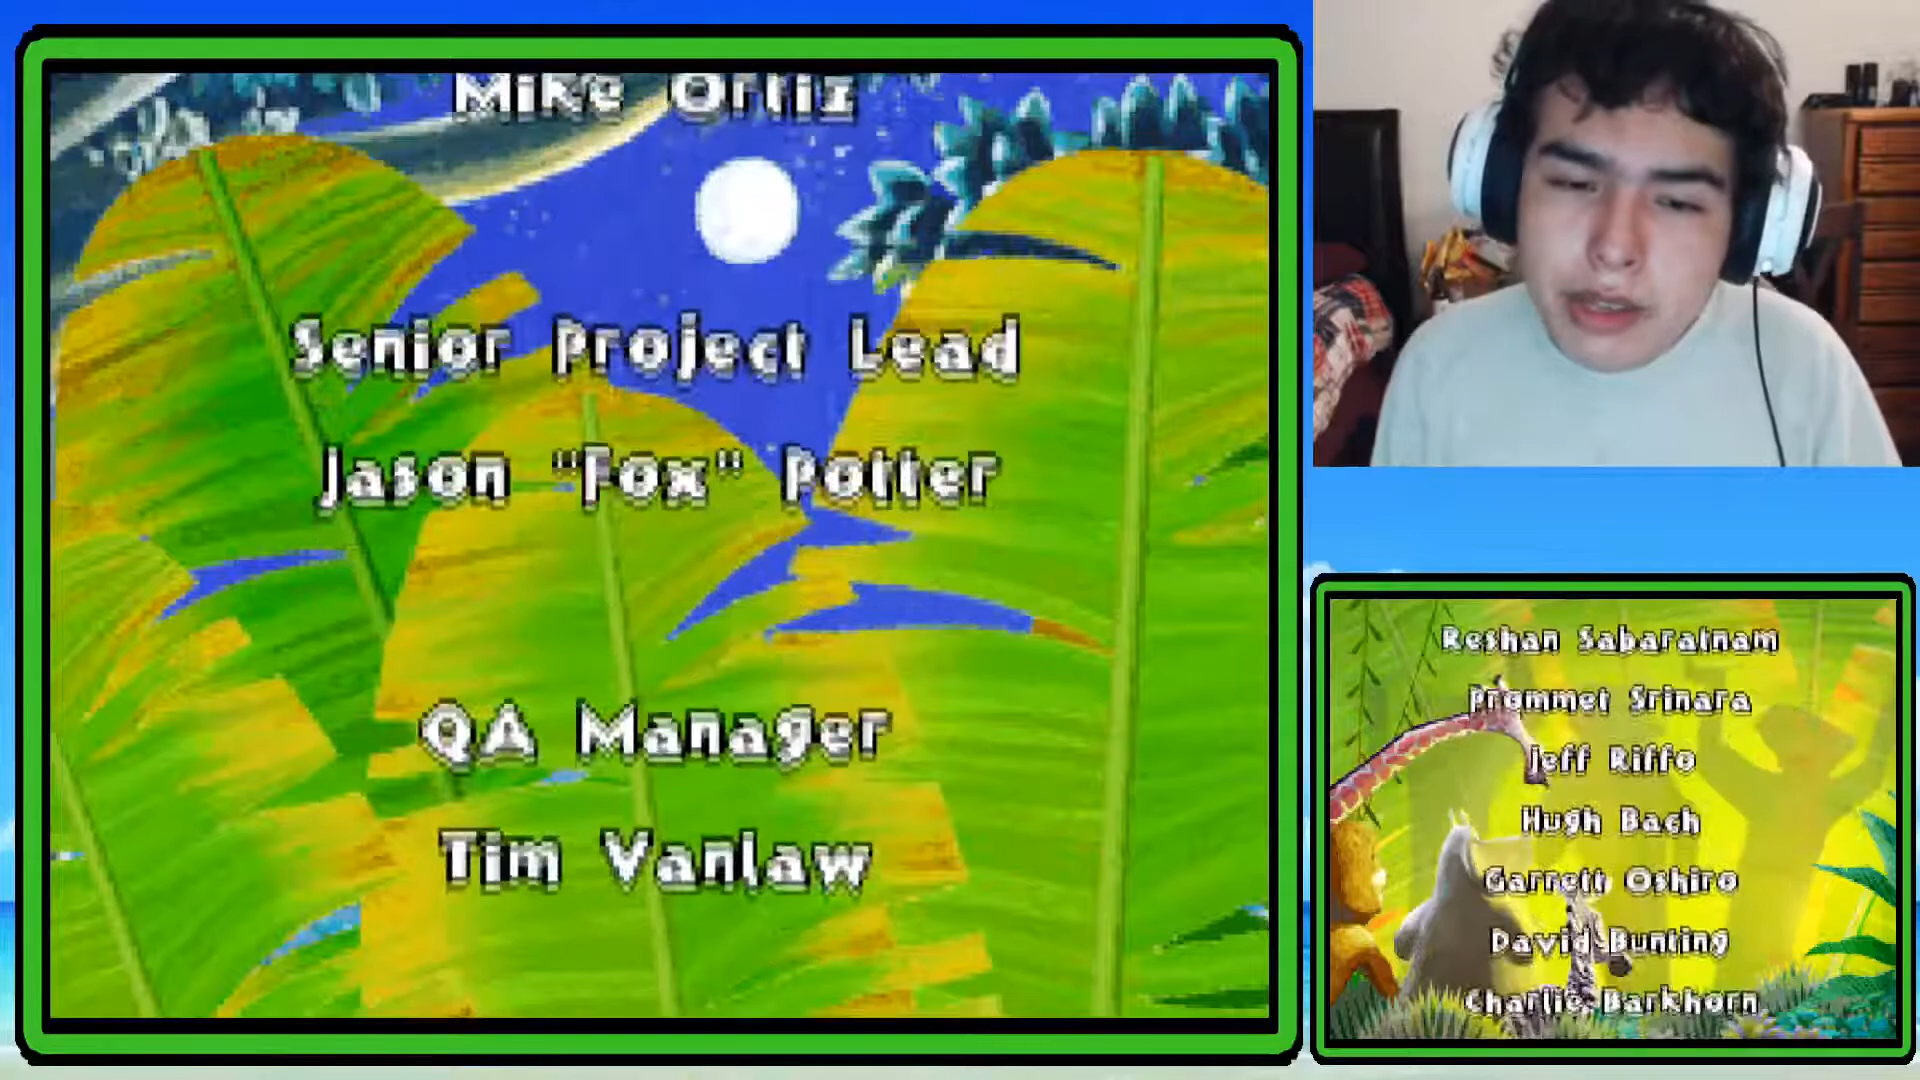 Mike Ortiz
Senior Project Lead
Jason "Fox" Potter
QA Manager
Tim Vanlaw
Reshan Sabaratnam
Prommet Srinara
Jeff Riffo
Hugh Bach
Garrett Oshiro
David Bunting
Charlie Barkhorn